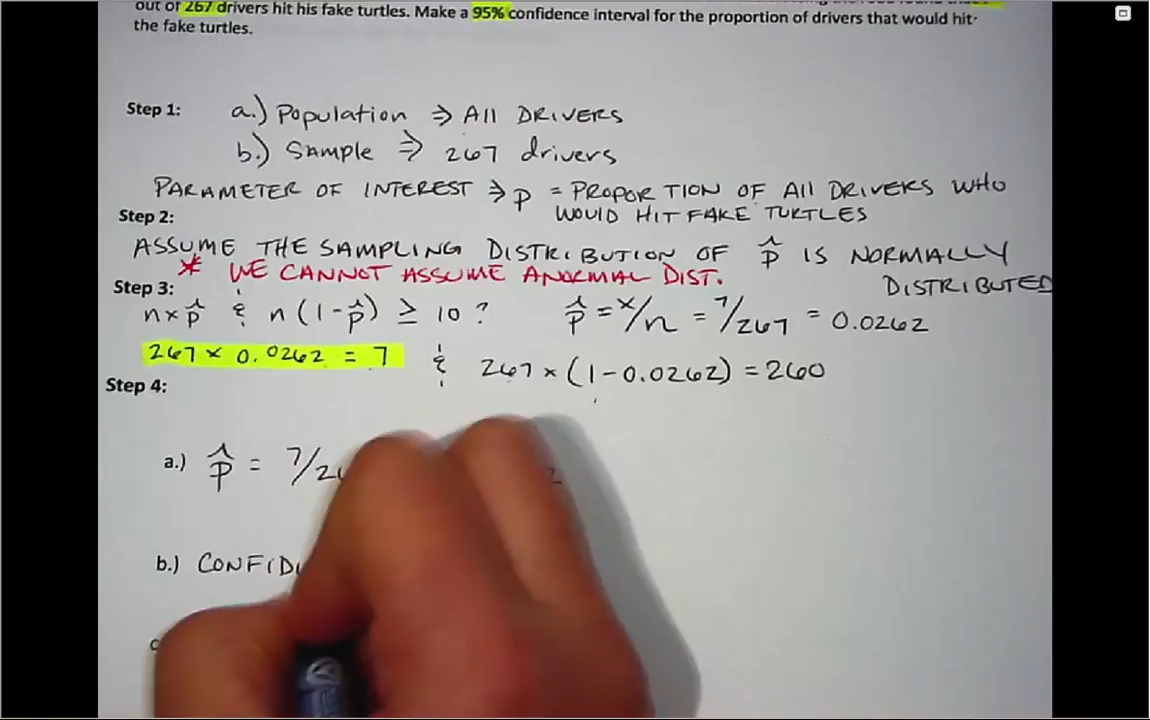 out of 267 drivers hit his fake turtles. Make a 95% confidence interval for the proportion of drivers that would hit
the fake turtles.
Step 1: a.) Population ⇒ All DRIVERS
b.) Sample ⇒ 267 drivers
PARAMETER OF INTEREST ⇒ p = PROPORTION OF All DRIVERS WHO
WOULD HIT FAKE TURTLES
Step 2:
ASSUME THE SAMPLING DISTRIBUTION OF p̂ IS NORMALLY
DISTRIBUTED
* WE CANNOT ASSUME A NORMAL DIST.
Step 3:
n×p̂ & n(1-p̂) ≥ 10? p̂ = x/n = 7/267 = 0.0262
267 × 0.0262 = 7 & 267 × (1-0.0262) = 260
Step 4:
a.) p̂ = 7/2
b.) CONFID